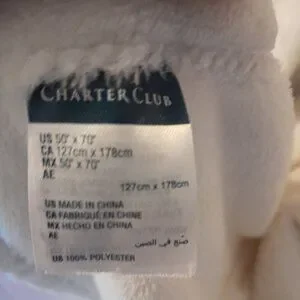 CHARTER CLUB
US 50" x 70"
CA 127cm x 178cm
MX 50" x 70"
AE
127cm x 178cm
US MADE IN CHINA
CA FABRIQUÉ EN CHINE
MX HECHO EN CHINA
AE
صنع في الصين
US 100% POLYESTER